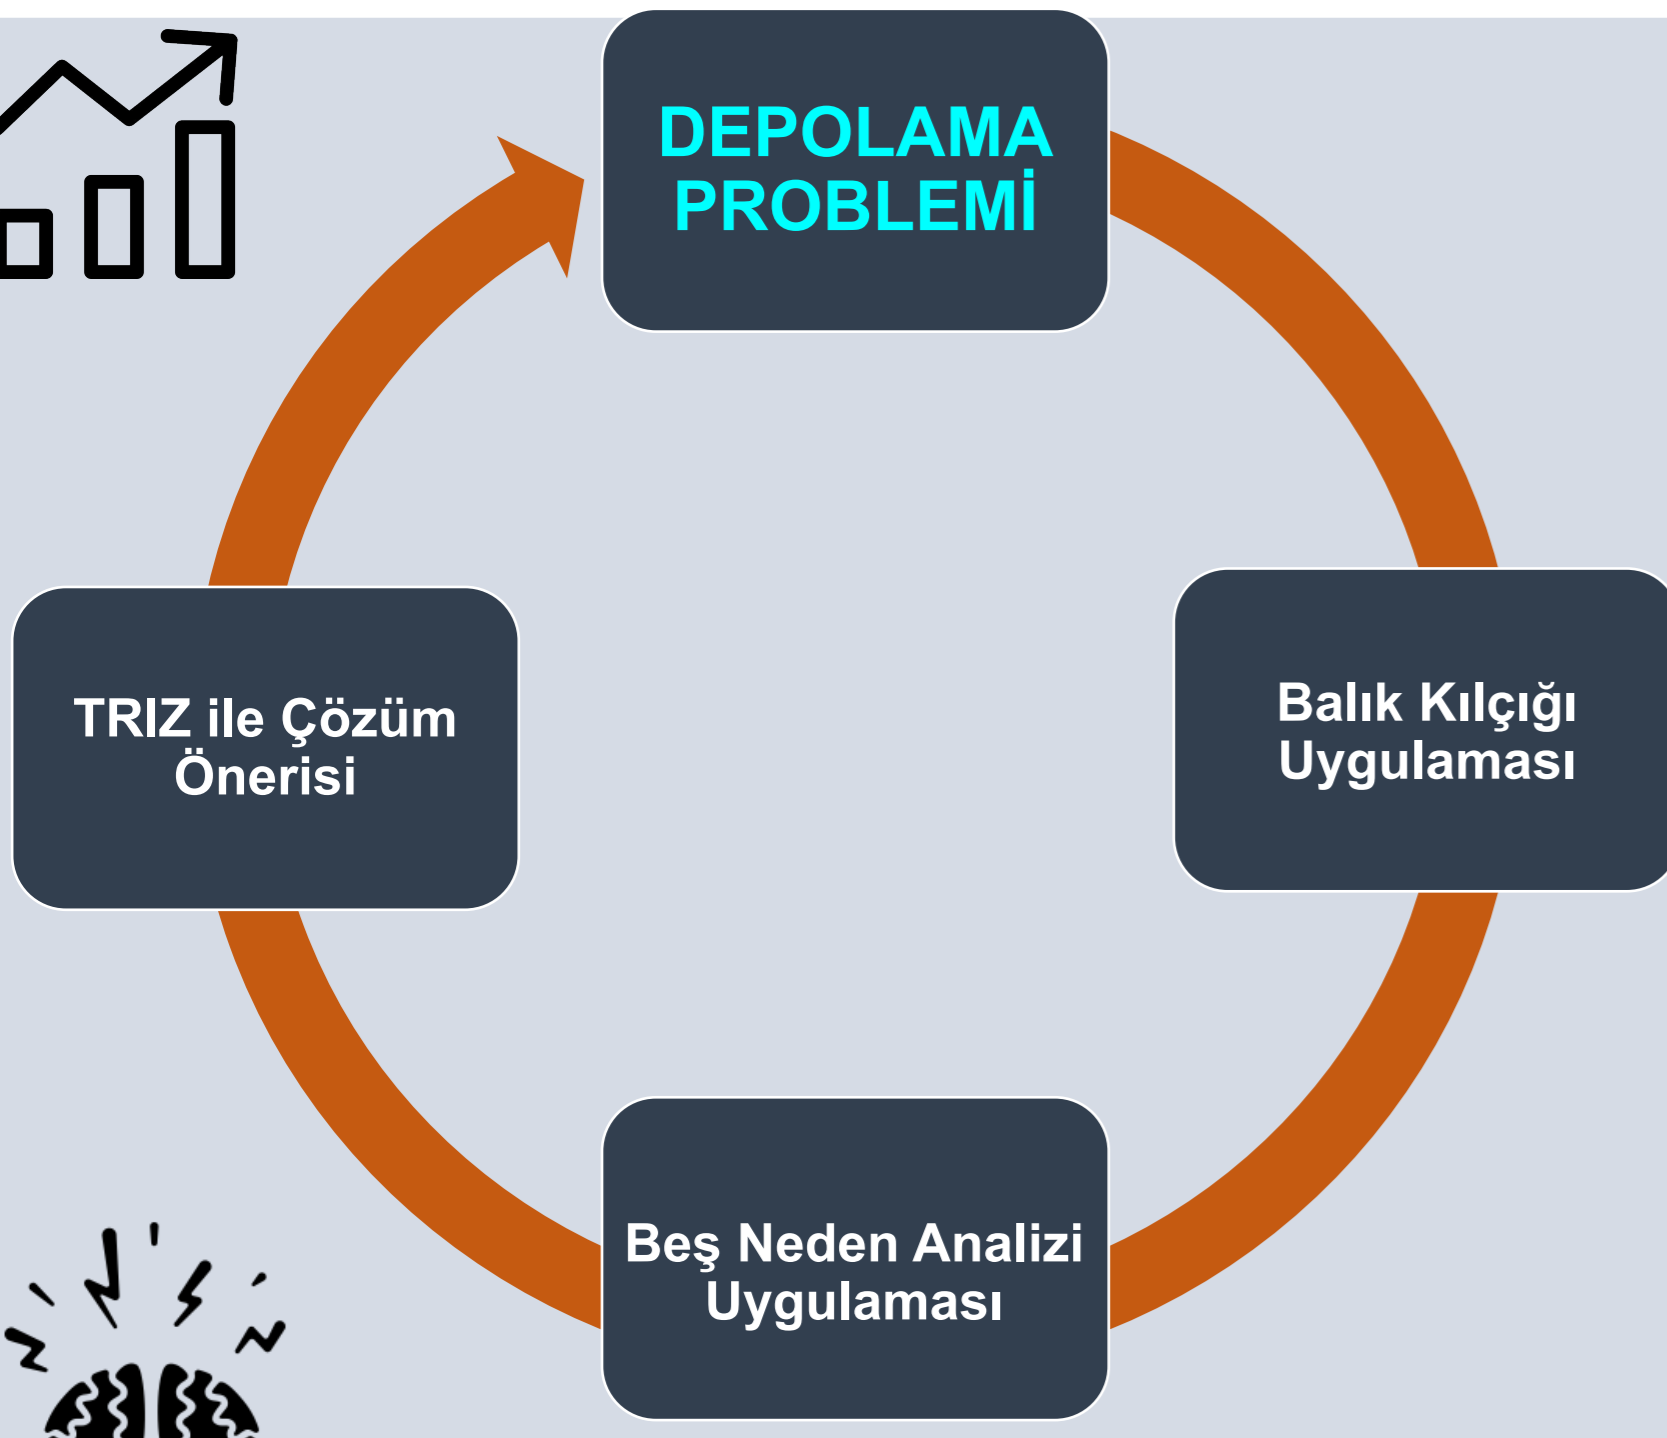 DEPOLAMA
PROBLEMİ
Balık Kılçığı
Uygulaması
Beş Neden Analizi
Uygulaması
TRIZ ile Çözüm
Önerisi